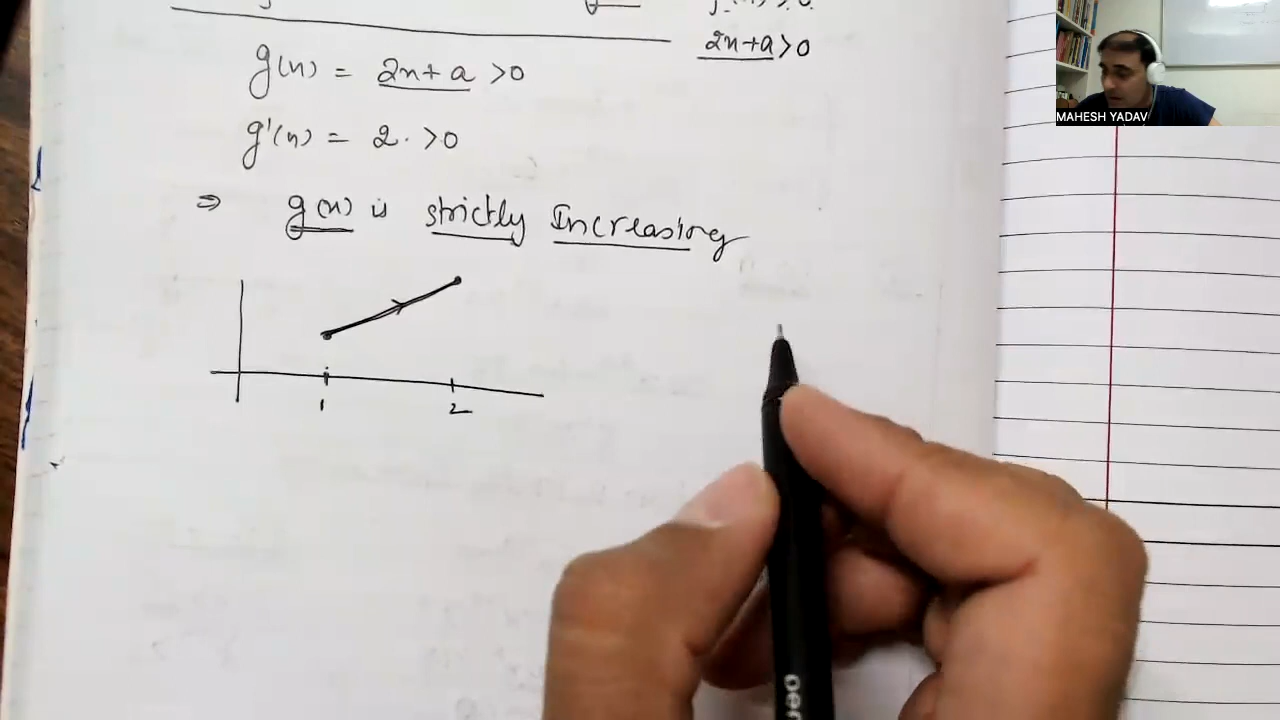 2x+a>0
g(x) = 2x+a >0
g'(x) = 2. >0
⇒ g(x) is strictly Increasing
1 2
MAHESH YADAV